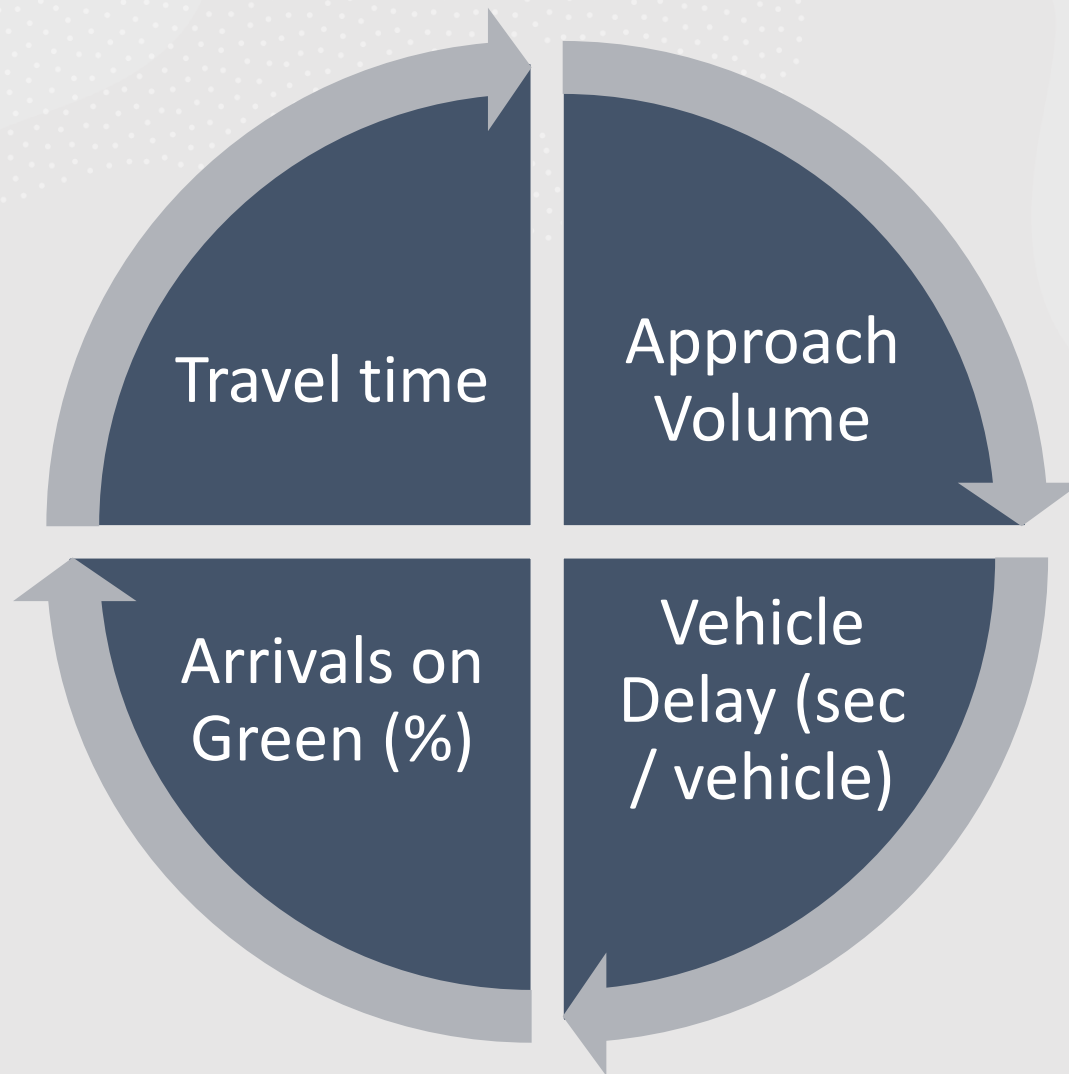 Travel time
Approach
Volume
Arrivals on
Green (%)
Vehicle
Delay (sec
/ vehicle)